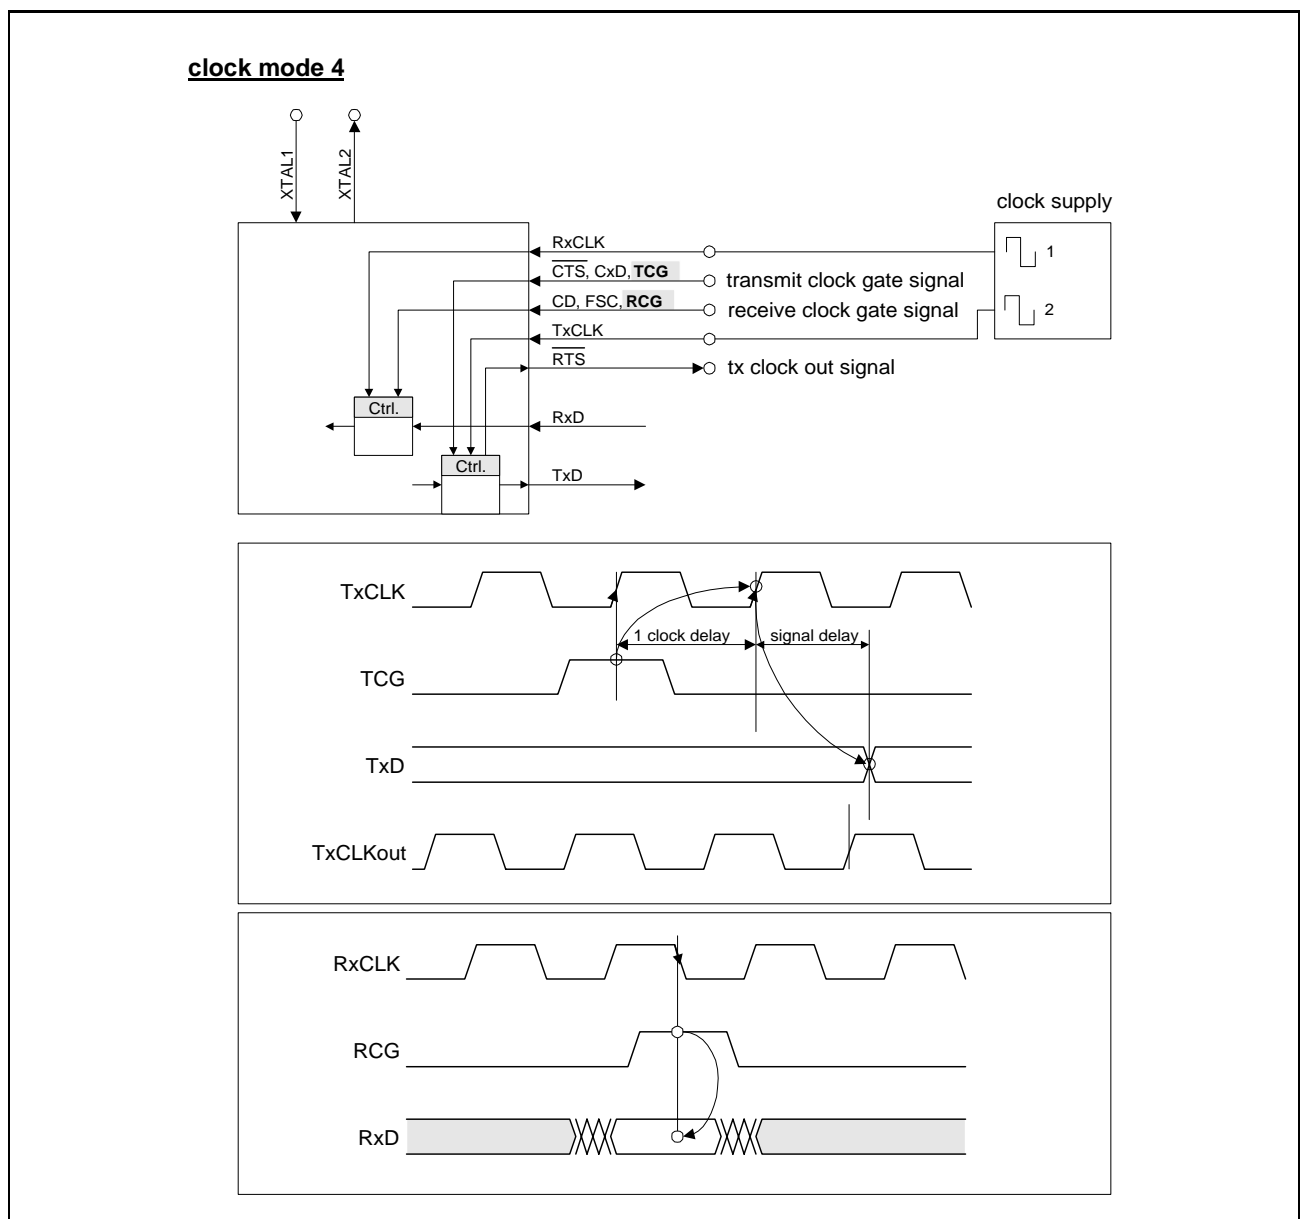 clock mode 4
XTAL1
XTAL2
clock supply
RxCLK
1
CTS, CxD, TCG
transmit clock gate signal
CD, FSC, RCG
receive clock gate signal
2
TxCLK
RTS
tx clock out signal
Ctrl.
RxD
Ctrl.
TxD
TxCLK
1 clock delay
signal delay
TCG
TxD
TxCLKout
RxCLK
RCG
RxD